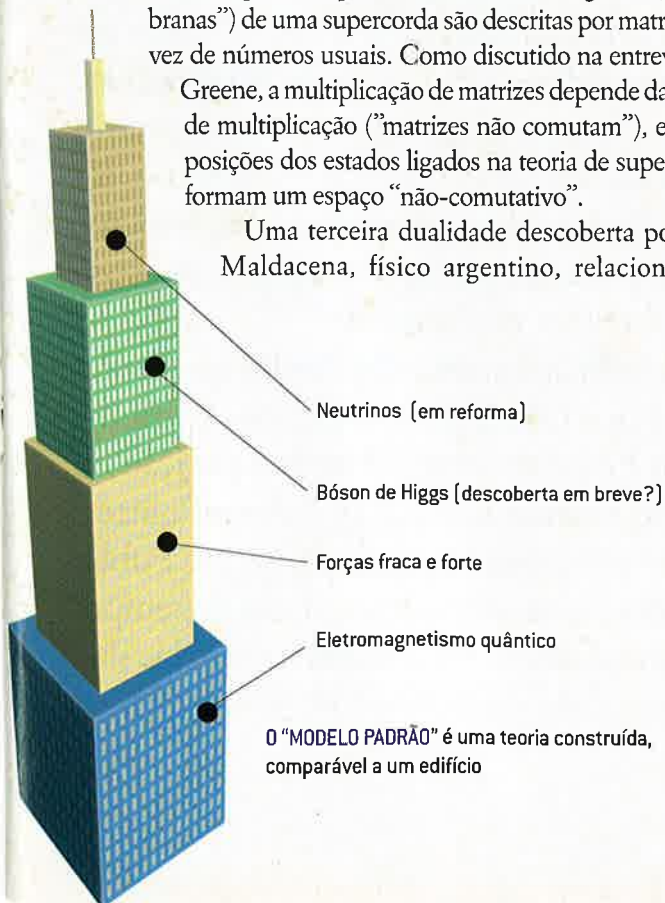 branas") de uma supercorda são descritas por matr
vez de números usuais. Como discutido na entrev
Greene, a multiplicação de matrizes depende da
de multiplicação ("matrizes não comutam"), e
posições dos estados ligados na teoria de supe
formam um espaço "não-comutativo".
Uma terceira dualidade descoberta po
Maldacena, físico argentino, relacion
Neutrinos (em reforma)
Bóson de Higgs (descoberta em breve?)
Forças fraca e forte
Eletromagnetismo quântico
O "MODELO PADRÃO" é uma teoria construída,
comparável a um edifício